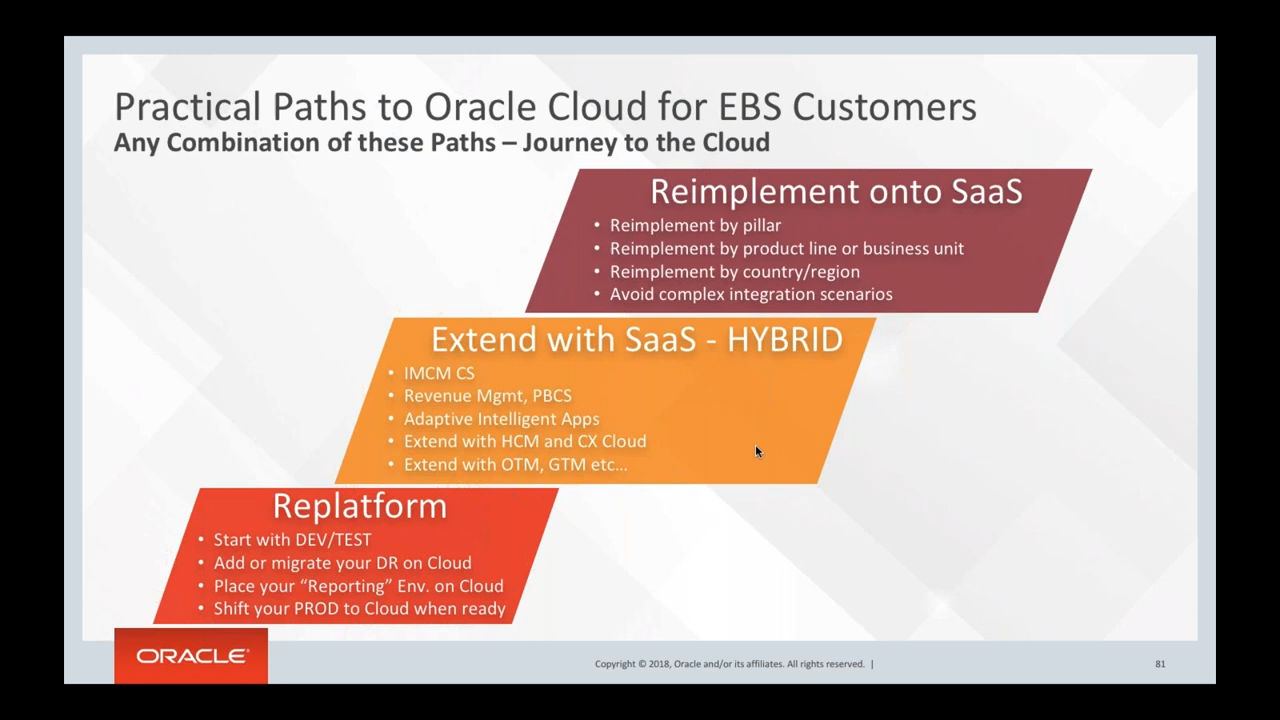 Practical Paths to Oracle Cloud for EBS Customers
Any Combination of these Paths – Journey to the Cloud
Reimplement onto SaaS
• Reimplement by pillar
• Reimplement by product line or business unit
• Reimplement by country/region
• Avoid complex integration scenarios
Extend with SaaS - HYBRID
• IMCM CS
• Revenue Mgmt, PBCS
• Adaptive Intelligent Apps
• Extend with HCM and CX Cloud
• Extend with OTM, GTM etc...
Replatform
• Start with DEV/TEST
• Add or migrate your DR on Cloud
• Place your “Reporting” Env. on Cloud
• Shift your PROD to Cloud when ready
ORACLE®
Copyright © 2018, Oracle and/or its affiliates. All rights reserved. |
81